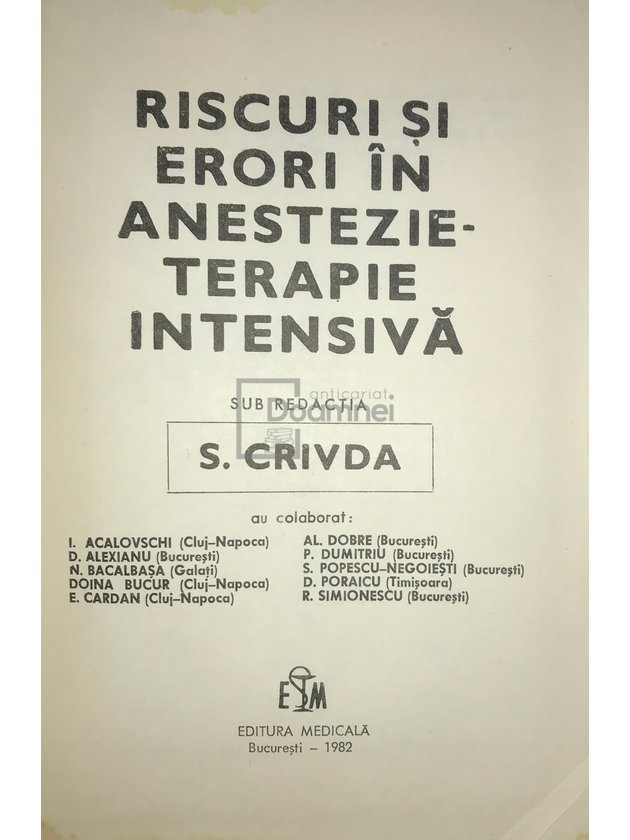 RISCURI ȘI
ERORI ÎN
ANESTEZIE-
TERAPIE
INTENSIVĂ
SUB REDACȚIA
anticariat
Doamnei
S. CRIVDA
au colaborat:
I. ACALOVSCHI (Cluj–Napoca)
D. ALEXIANU (București)
N. BACALBAȘA (Galați)
DOINA BUCUR (Cluj–Napoca)
E. CARDAN (Cluj–Napoca)
AL. DOBRE (București)
P. DUMITRIU (București)
S. POPESCU–NEGOIEȘTI (București)
D. PORAICU (Timișoara)
R. SIMIONESCU (București)
E M
EDITURA MEDICALĂ
București – 1982